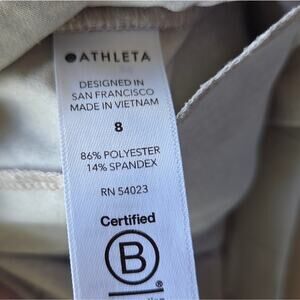 ATHLETA
DESIGNED IN
SAN FRANCISCO
MADE IN VIETNAM
8
86% POLYESTER
14% SPANDEX
RN 54023
Certified
B